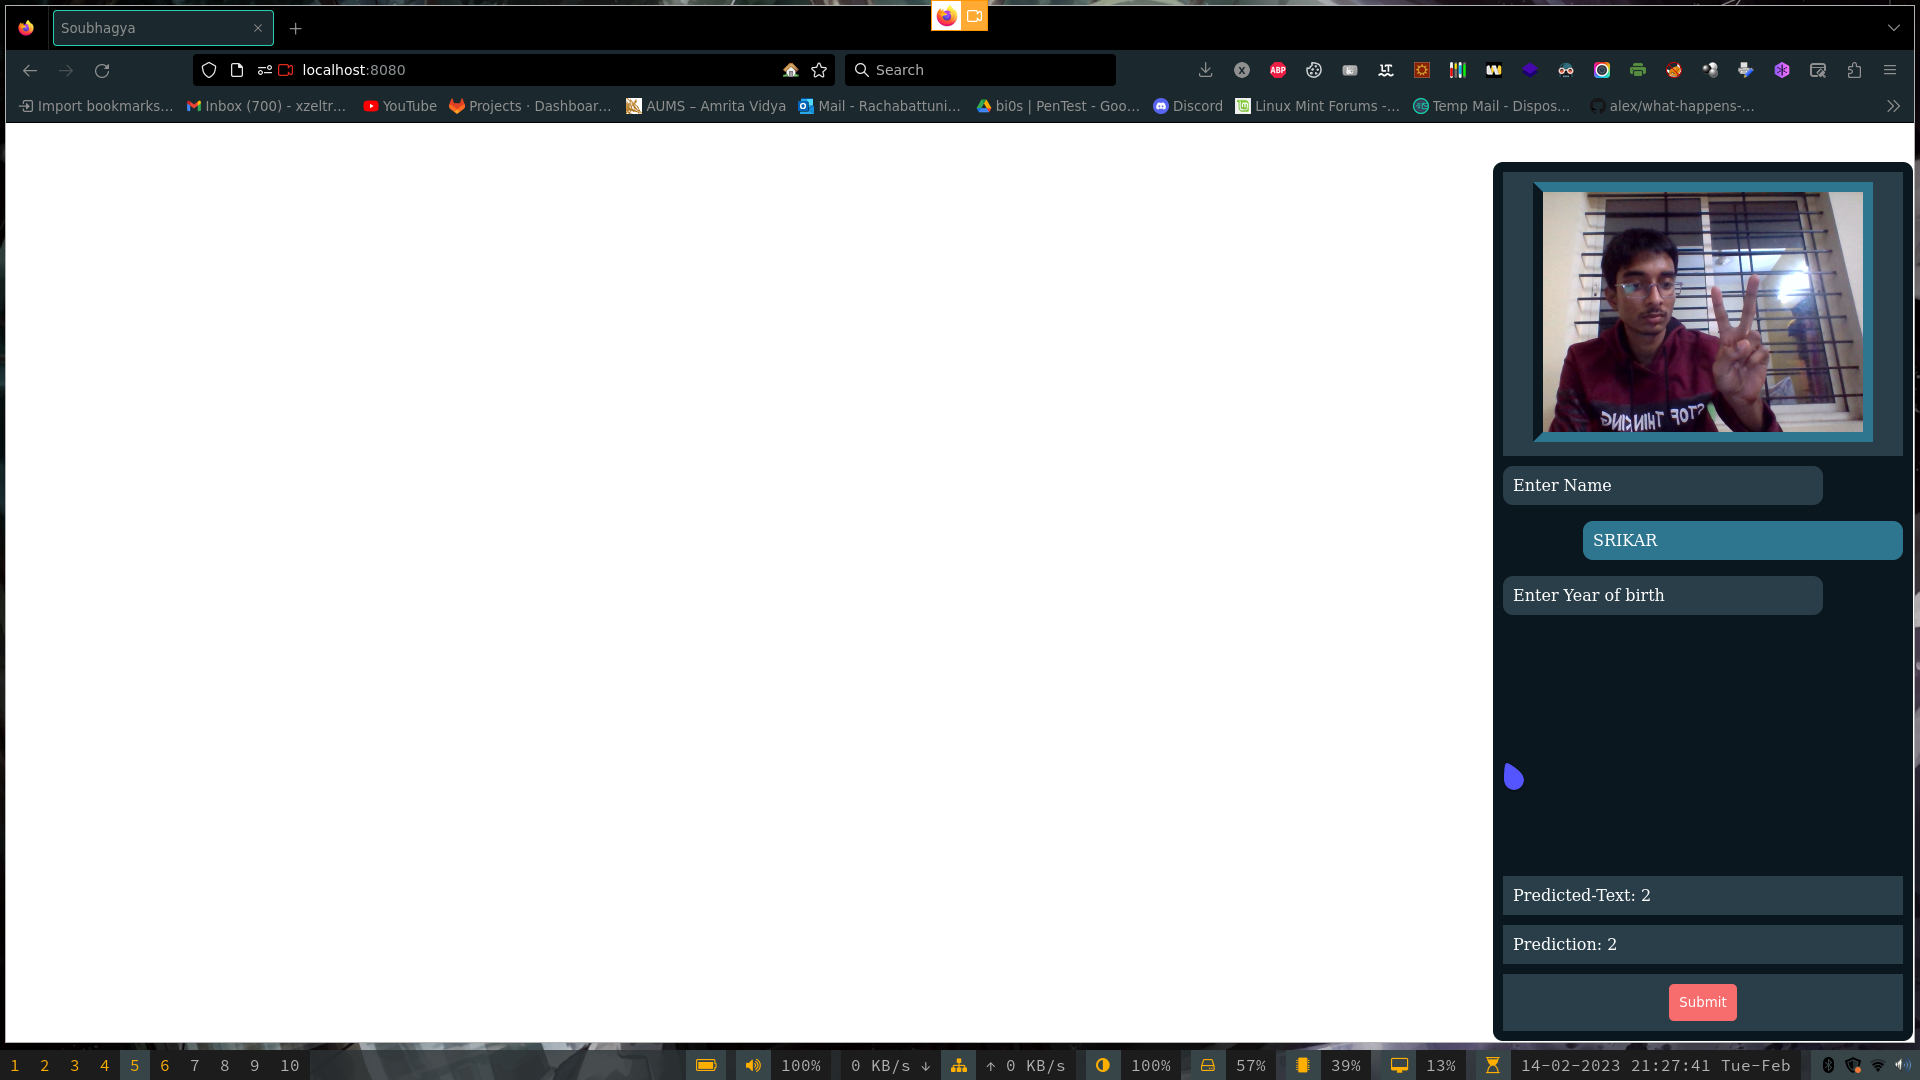 Soubhagya
localhost:8080
Search
Import bookmarks... Inbox (700) - xzeltr... YouTube Projects · Dashboar... AUMS – Amrita Vidya Mail - Rachabattuni... bi0s | PenTest - Goo... Discord Linux Mint Forums -... Temp Mail - Dispos... alex/what-happens-...
STOP THINKING
Enter Name
SRIKAR
Enter Year of birth
Predicted-Text: 2
Prediction: 2
Submit
1 2 3 4 5 6 7 8 9 10 100% 0 KB/s ↓ ↑ 0 KB/s 100% 57% 39% 13% 14-02-2023 21:27:41 Tue-Feb